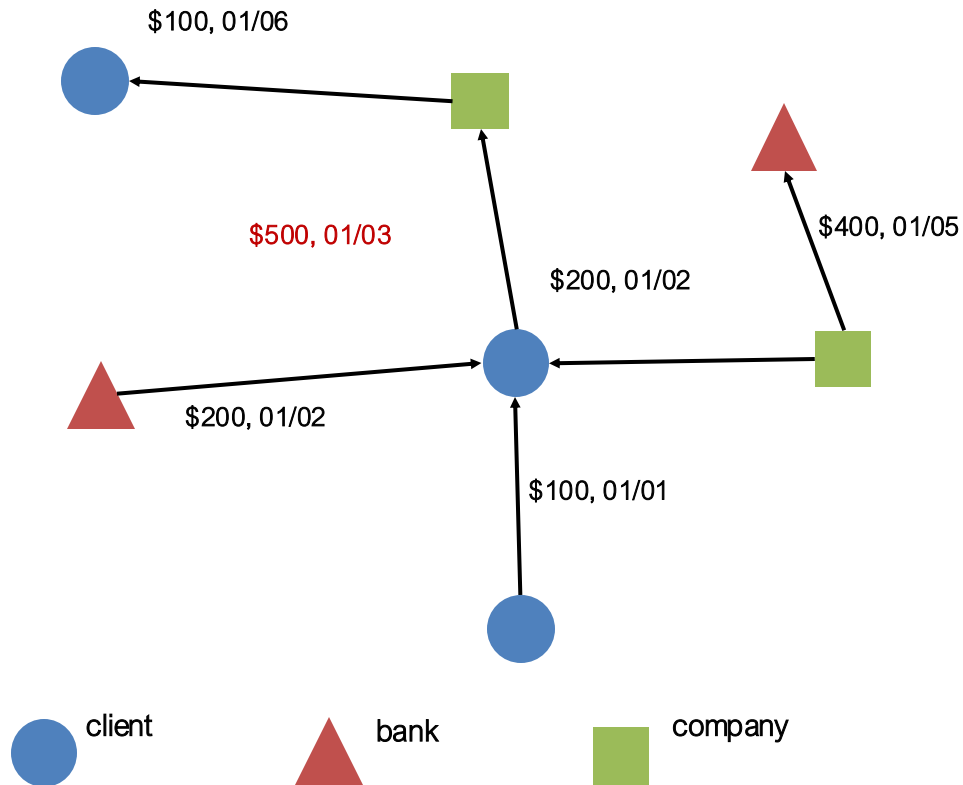 $100, 01/06
$400, 01/05
$500, 01/03
$200, 01/02
$200, 01/02
$100, 01/01
client
bank
company